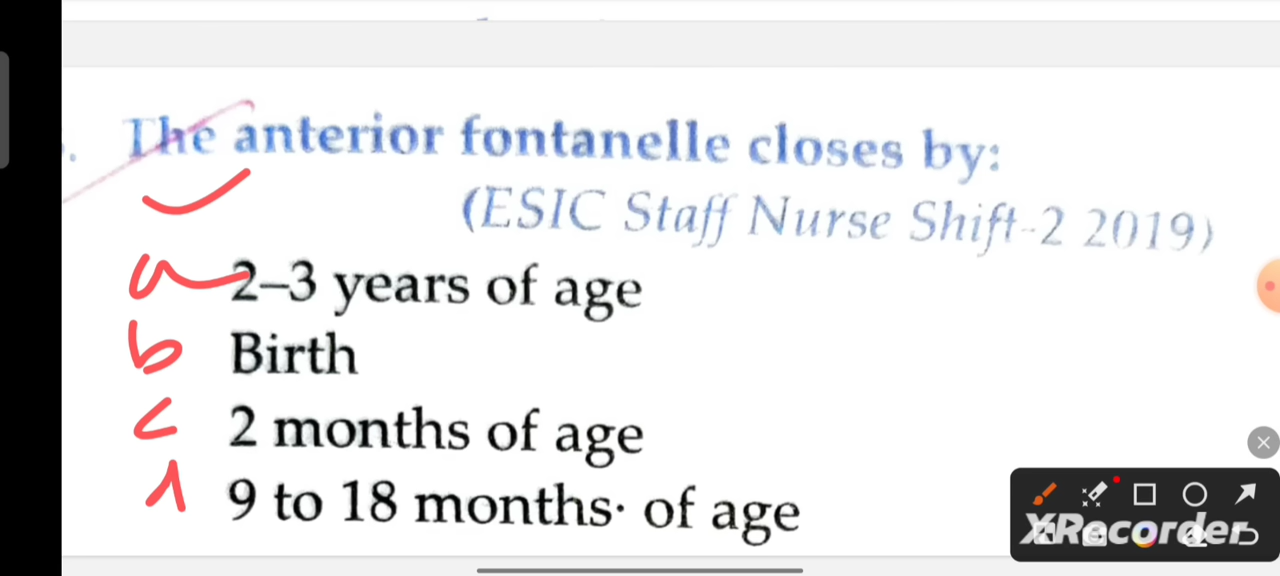 . The anterior fontanelle closes by:
(ESIC Staff Nurse Shift-2 2019)
a 2–3 years of age
b Birth
c 2 months of age
d 9 to 18 months· of age
XRecorder